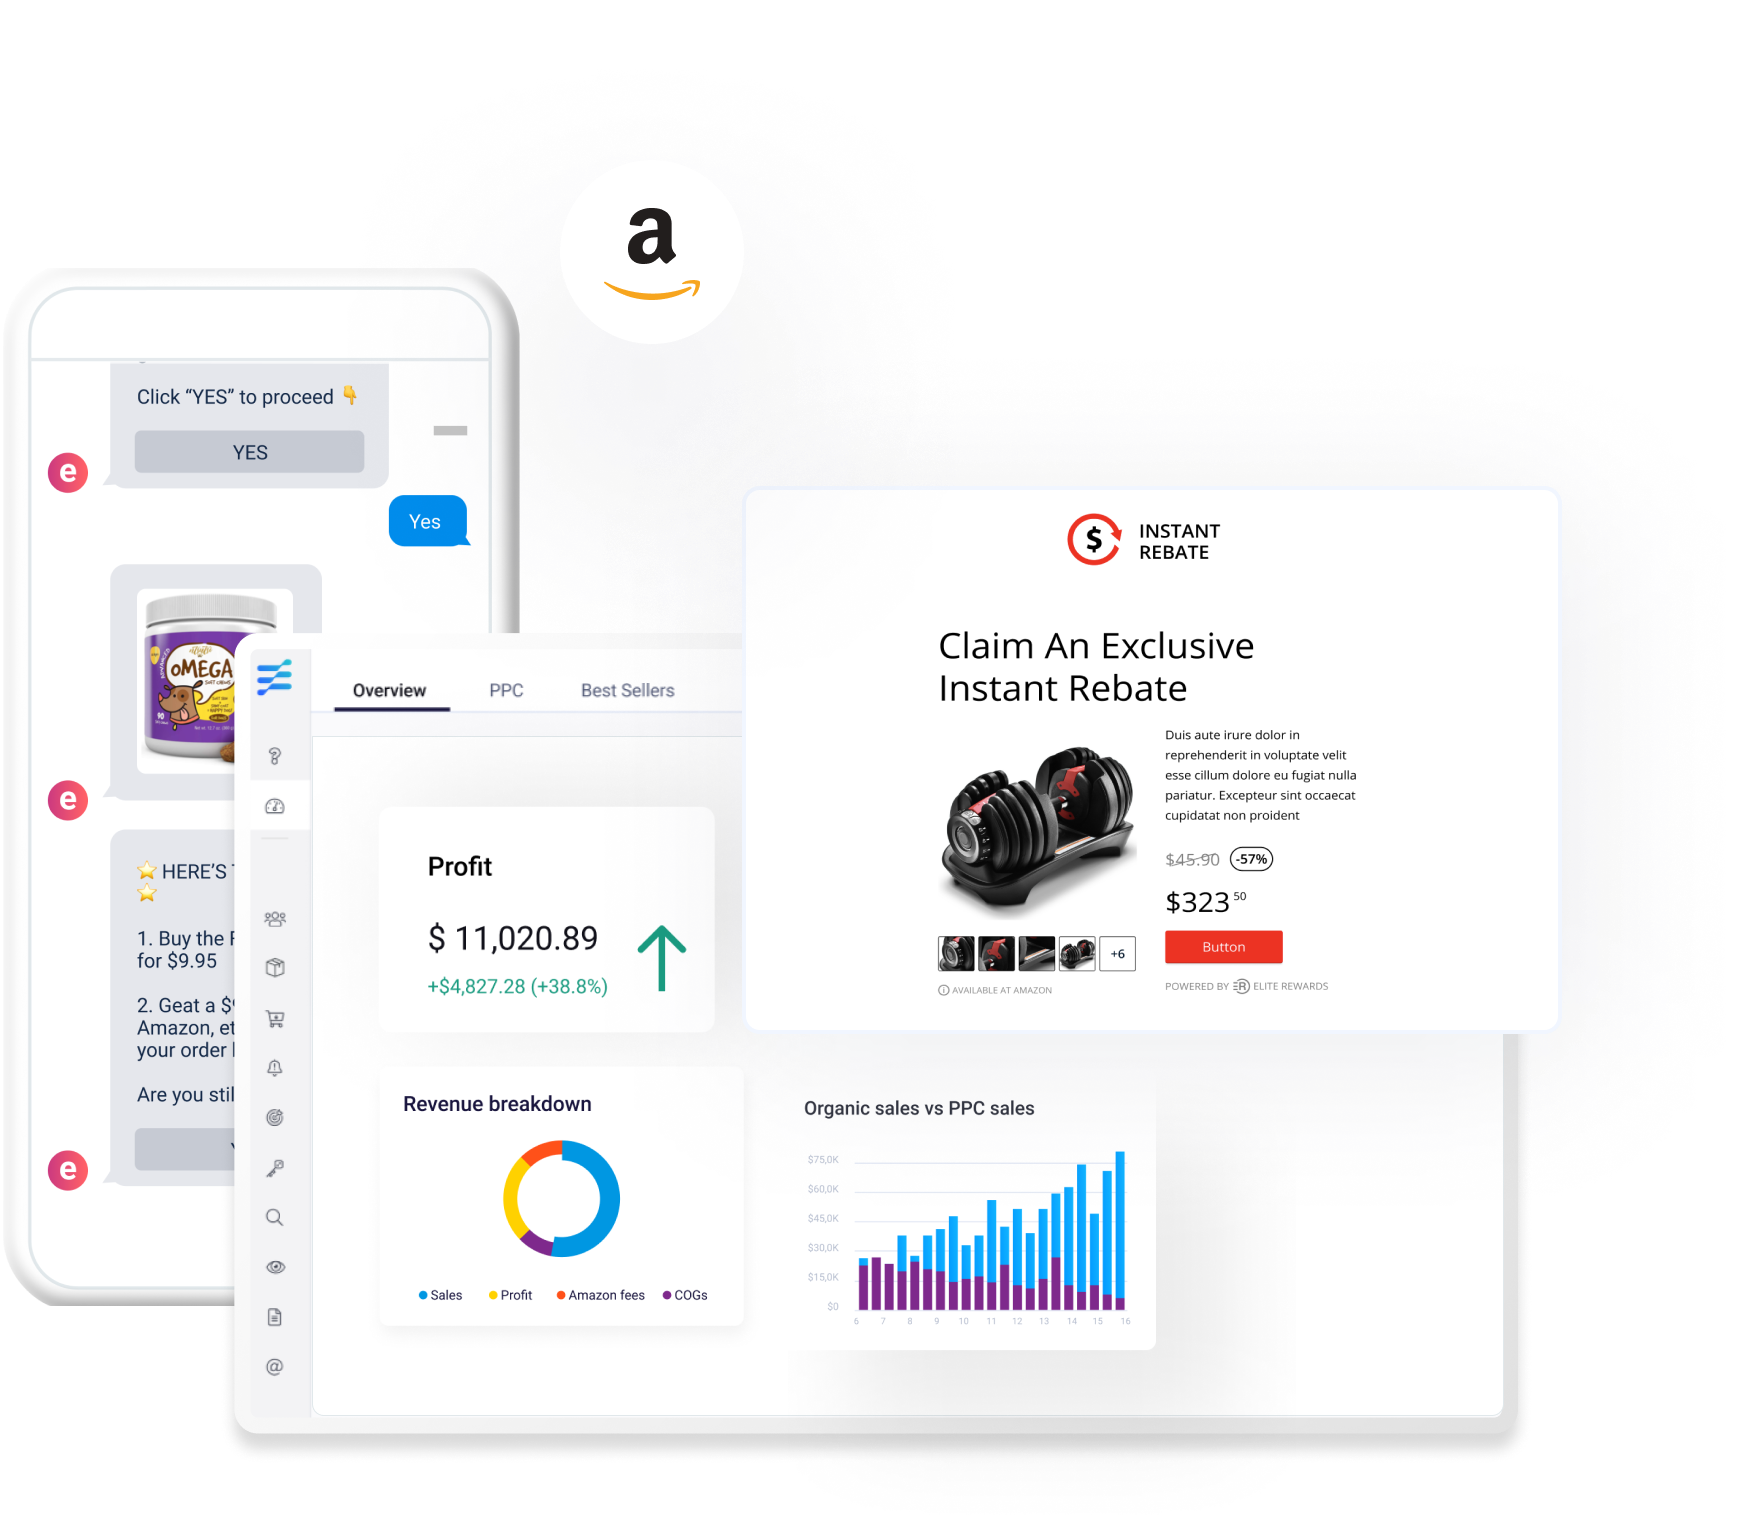 a
Click “YES” to proceed 👇
YES
e
Yes
OMEGA
SOFT CHEWS
90
e
⭐ HERE’S
⭐
1. Buy the
for $9.95
2. Geat a $
Amazon, et
your order
Are you stil
e
Overview
PPC
Best Sellers
Profit
$ 11,020.89
+$4,827.28 (+38.8%)
Revenue breakdown
Sales
Profit
Amazon fees
COGs
Organic sales vs PPC sales
$75,0K
$60,0K
$45,0K
$30,0K
$15,0K
$0
6 7 8 9 10 11 12 13 14 15 16
$
INSTANT
REBATE
Claim An Exclusive
Instant Rebate
Duis aute irure dolor in
reprehenderit in voluptate velit
esse cillum dolore eu fugiat nulla
pariatur. Excepteur sint occaecat
cupidatat non proident
$45.90 -57%
$323 50
Button
+6
AVAILABLE AT AMAZON
POWERED BY ER ELITE REWARDS